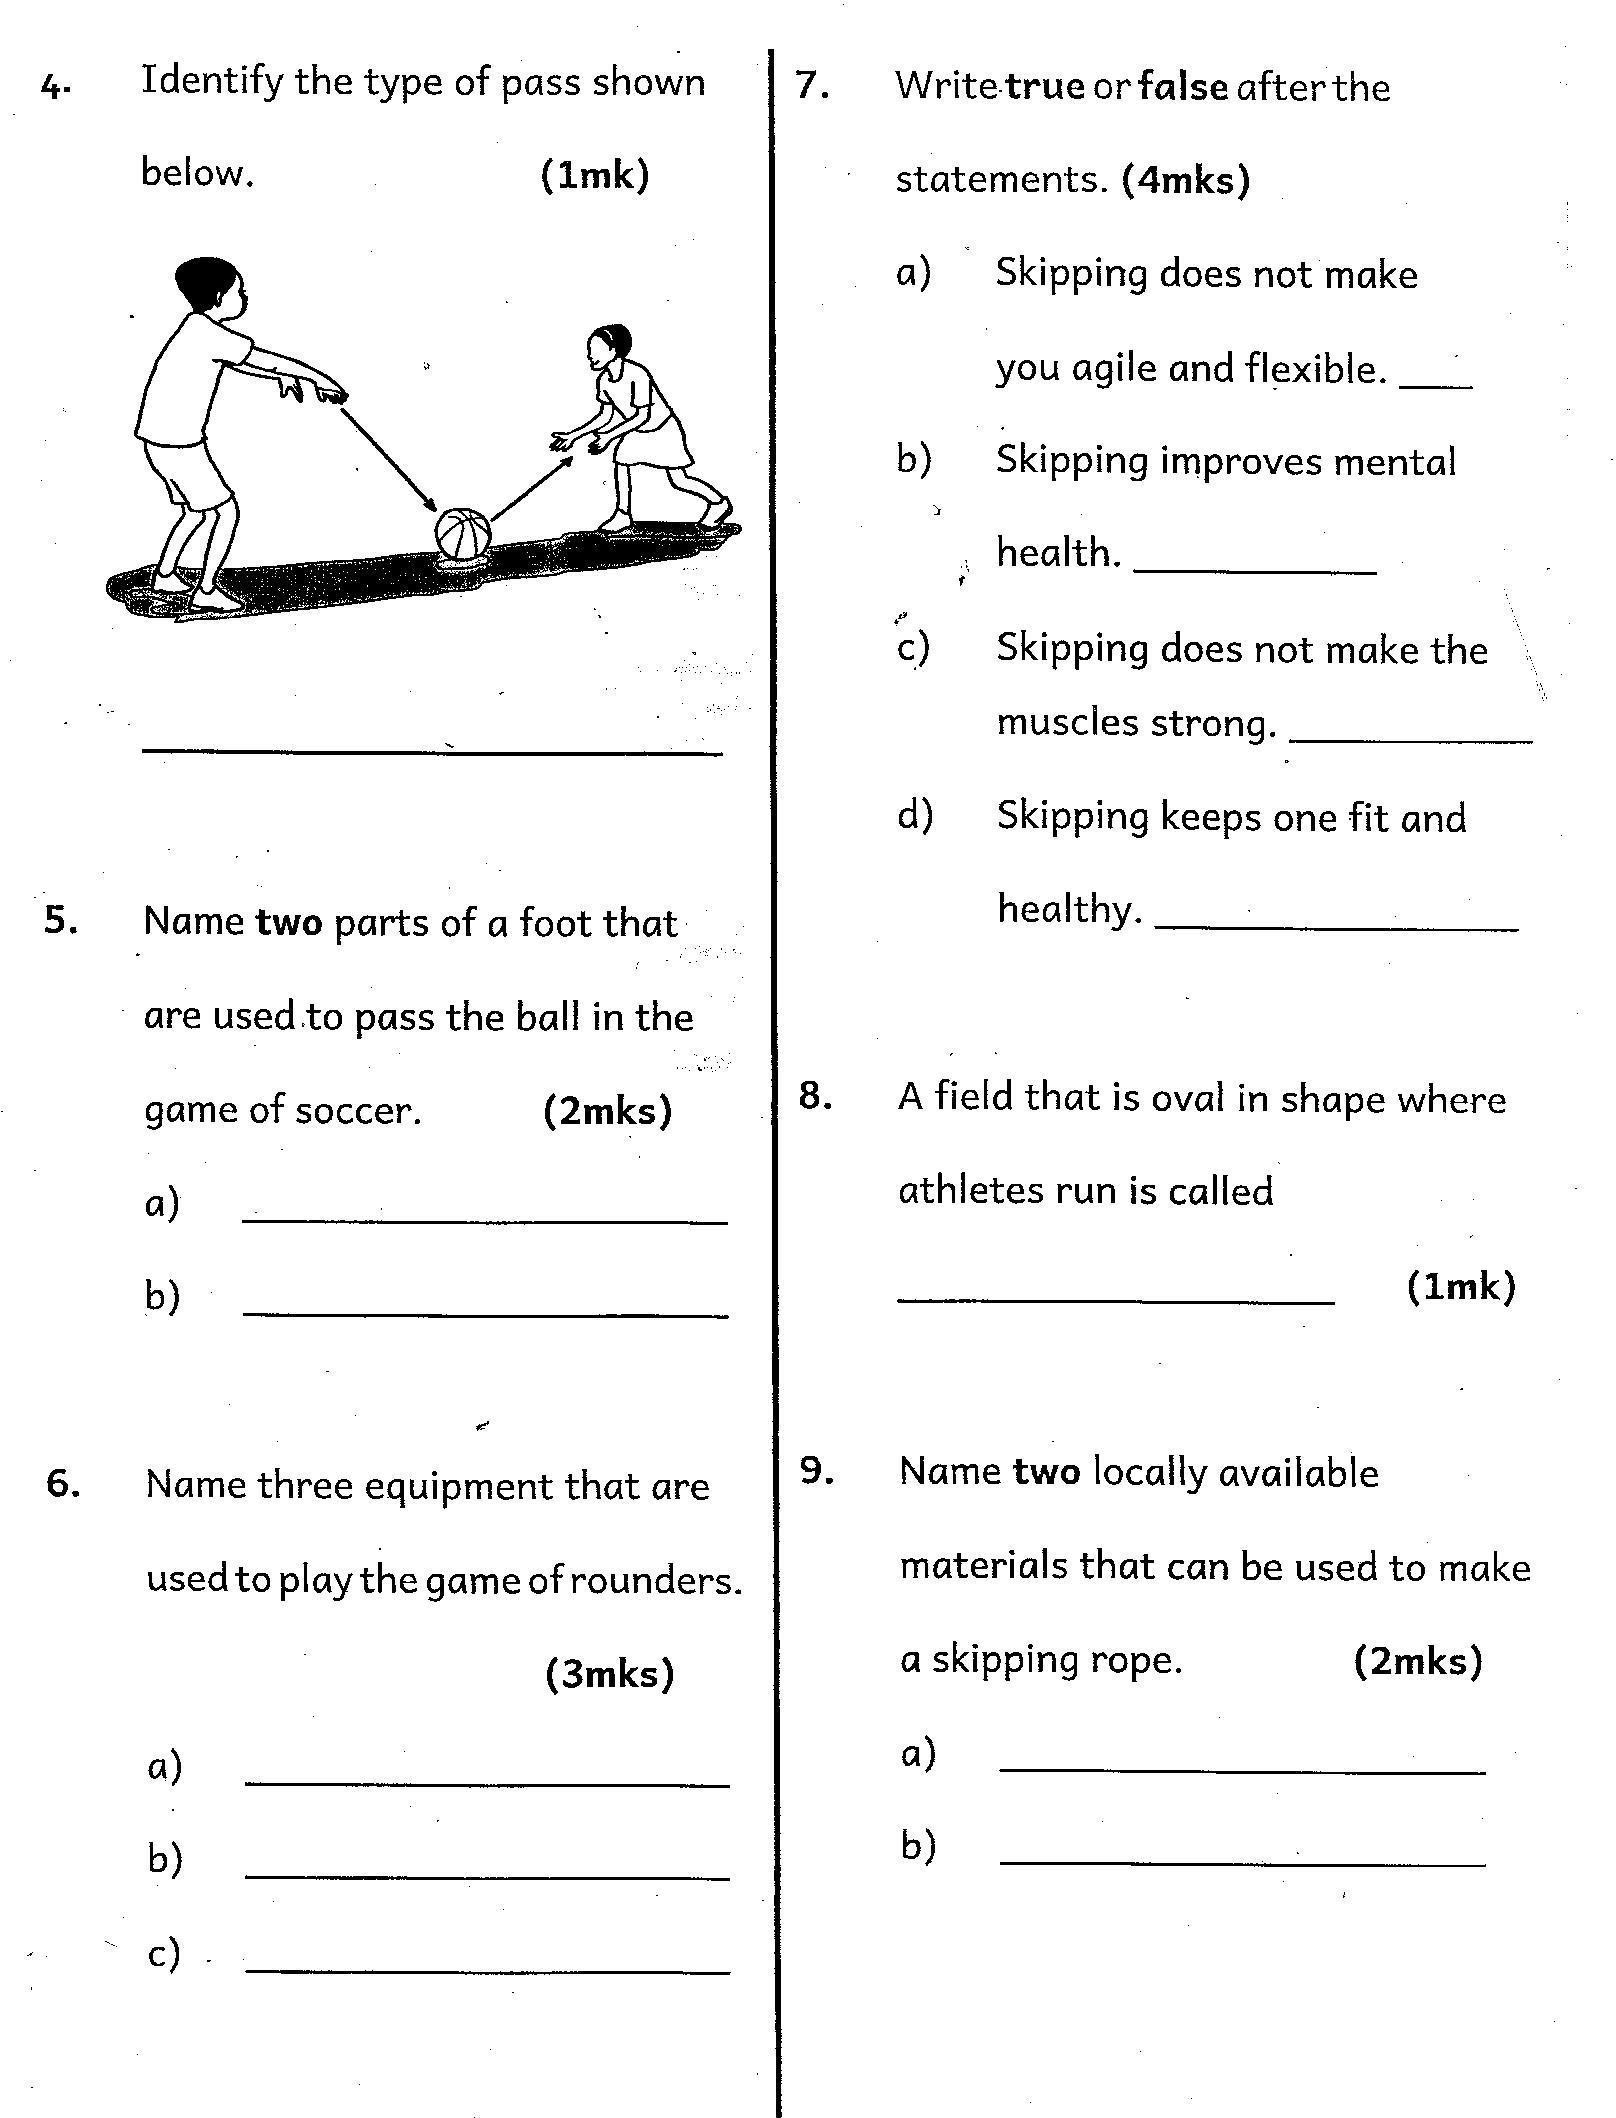 4. Identify the type of pass shown
below. (1mk)
5. Name two parts of a foot that
are used to pass the ball in the
game of soccer. (2mks)
a)
b)
6. Name three equipment that are
used to play the game of rounders.
(3mks)
a)
b)
c)
7. Write true or false after the
statements. (4mks)
a) Skipping does not make
you agile and flexible.
b) Skipping improves mental
health.
c) Skipping does not make the
muscles strong.
d) Skipping keeps one fit and
healthy.
8. A field that is oval in shape where
athletes run is called
(1mk)
9. Name two locally available
materials that can be used to make
a skipping rope. (2mks)
a)
b)